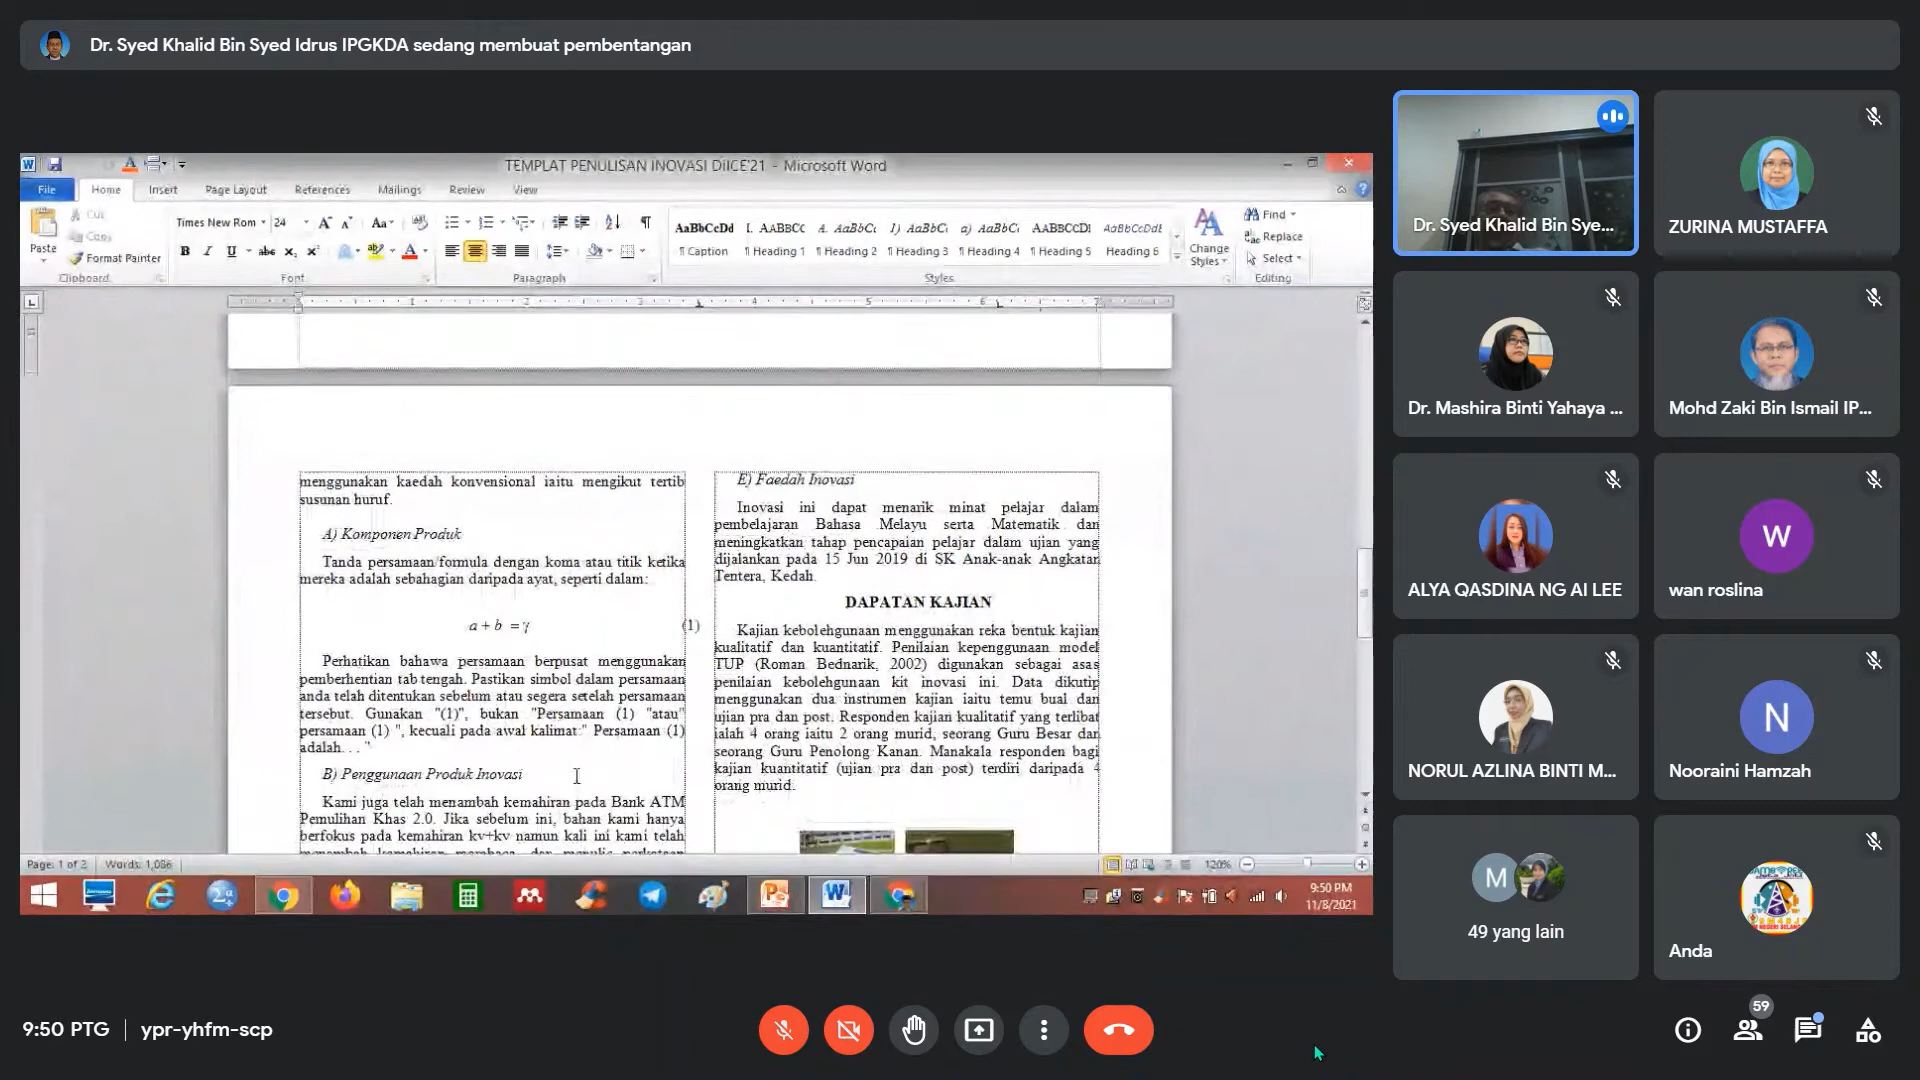 Dr. Syed Khalid Bin Syed Idrus IPGKDA sedang membuat pembentangan
TEMPLAT PENULISAN INOVASI DIICE'21 - Microsoft Word
File Home Insert Page Layout References Mailings Review View
Paste
Cut
Copy
Format Painter
Clipboard
Times New Rom 24
Font
Paragraph
AaBbCcDd I. AABBCC A. AaBbC 1) AaBbC a) AaBbC AABBCCDI AaBbCcDdE
Caption Heading 1 Heading 2 Heading 3 Heading 4 Heading 5 Heading 6
Styles
Change
Styles
Find
Replace
Select
Editing
menggunakan kaedah konvensional iaitu mengikut tertib
susunan huruf.
A) Komponen Produk
Tanda persamaan/formula dengan koma atau titik ketika
mereka adalah sebahagian daripada ayat, seperti dalam:
a + b = γ (1)
Perhatikan bahawa persamaan berpusat menggunakan
pemberhentian tab tengah. Pastikan simbol dalam persamaan
anda telah ditentukan sebelum atau segera setelah persamaan
tersebut. Gunakan "(1)", bukan "Persamaan (1) "atau"
persamaan (1) ", kecuali pada awal kalimat:" Persamaan (1)
adalah. . . "
B) Penggunaan Produk Inovasi
Kami juga telah menambah kemahiran pada Bank ATM
Pemulihan Khas 2.0. Jika sebelum ini, bahan kami hanya
berfokus pada kemahiran kv+kv namun kali ini kami telah
menambah kemahiran membaca dan menulis perkataan
E) Faedah Inovasi
Inovasi ini dapat menarik minat pelajar dalam
pembelajaran Bahasa Melayu serta Matematik dan
meningkatkan tahap pencapaian pelajar dalam ujian yang
dijalankan pada 15 Jun 2019 di SK Anak-anak Angkatan
Tentera, Kedah.
DAPATAN KAJIAN
Kajian kebolehgunaan menggunakan reka bentuk kajian
kualitatif dan kuantitatif. Penilaian kepenggunaan model
TUP (Roman Bednarik, 2002) digunakan sebagai asas
penilaian kebolehgunaan kit inovasi ini. Data dikutip
menggunakan dua instrumen kajian iaitu temu bual dan
ujian pra dan post. Responden kajian kualitatif yang terlibat
ialah 4 orang iaitu 2 orang murid, seorang Guru Besar dan
seorang Guru Penolong Kanan. Manakala responden bagi
kajian kuantitatif (ujian pra dan post) terdiri daripada 4
orang murid.
Page: 1 of 2 Words: 1,086
120%
9:50 PM
11/8/2021
Dr. Syed Khalid Bin Sye...
ZURINA MUSTAFFA
Dr. Mashira Binti Yahaya ...
Mohd Zaki Bin Ismail IP...
ALYA QASDINA NG AI LEE
W
wan roslina
NORUL AZLINA BINTI M...
N
Nooraini Hamzah
M
49 yang lain
Anda
9:50 PTG | ypr-yhfm-scp
59